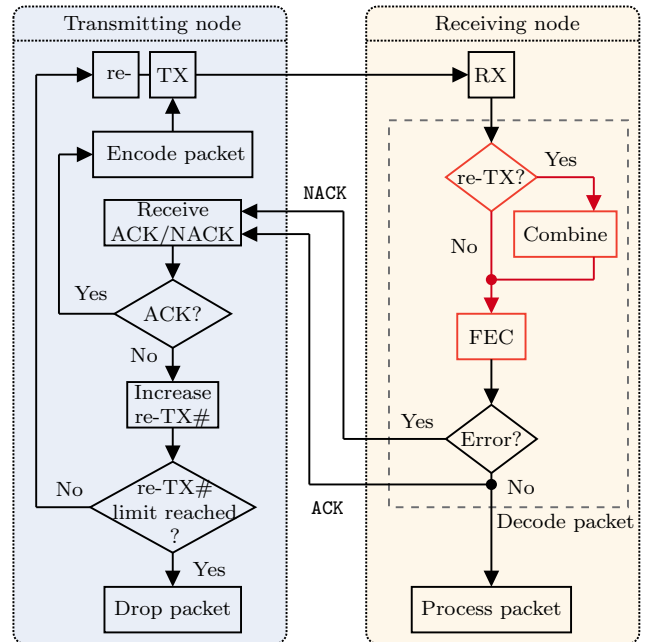 Transmitting node
re-
TX
Encode packet
Receive
ACK/NACK
Yes
ACK?
No
Increase
re-TX#
No
re-TX#
limit reached
?
Yes
Drop packet
NACK
ACK
Receiving node
RX
re-TX?
Yes
Combine
No
FEC
Yes
Error?
No
Decode packet
Process packet